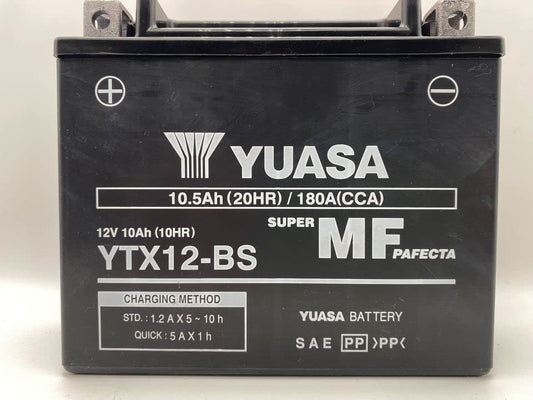 + −
YUASA
10.5Ah (20HR) / 180A(CCA)
12V 10Ah (10HR)
SUPER MF PAFECTA
YTX12-BS
CHARGING METHOD
STD. : 1.2 A X 5 ~ 10 h
QUICK : 5 A X 1 h
YUASA BATTERY
S A E PP >PP<